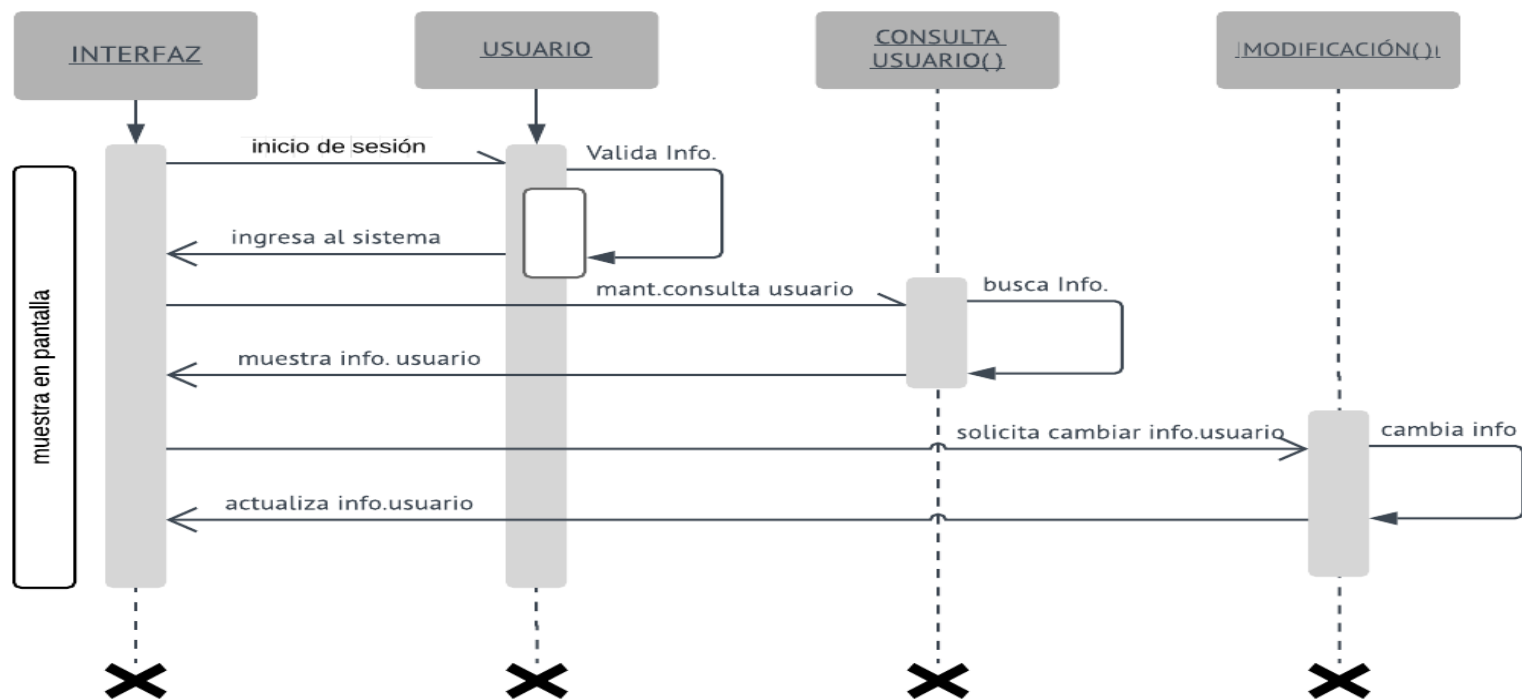 INTERFAZ
USUARIO
CONSULTA
USUARIO()
MODIFICACIÓN()
inicio de sesión
Valida Info.
ingresa al sistema
mant.consulta usuario
busca Info.
muestra info. usuario
muestra en pantalla
solicita cambiar info.usuario
cambia info
actualiza info.usuario